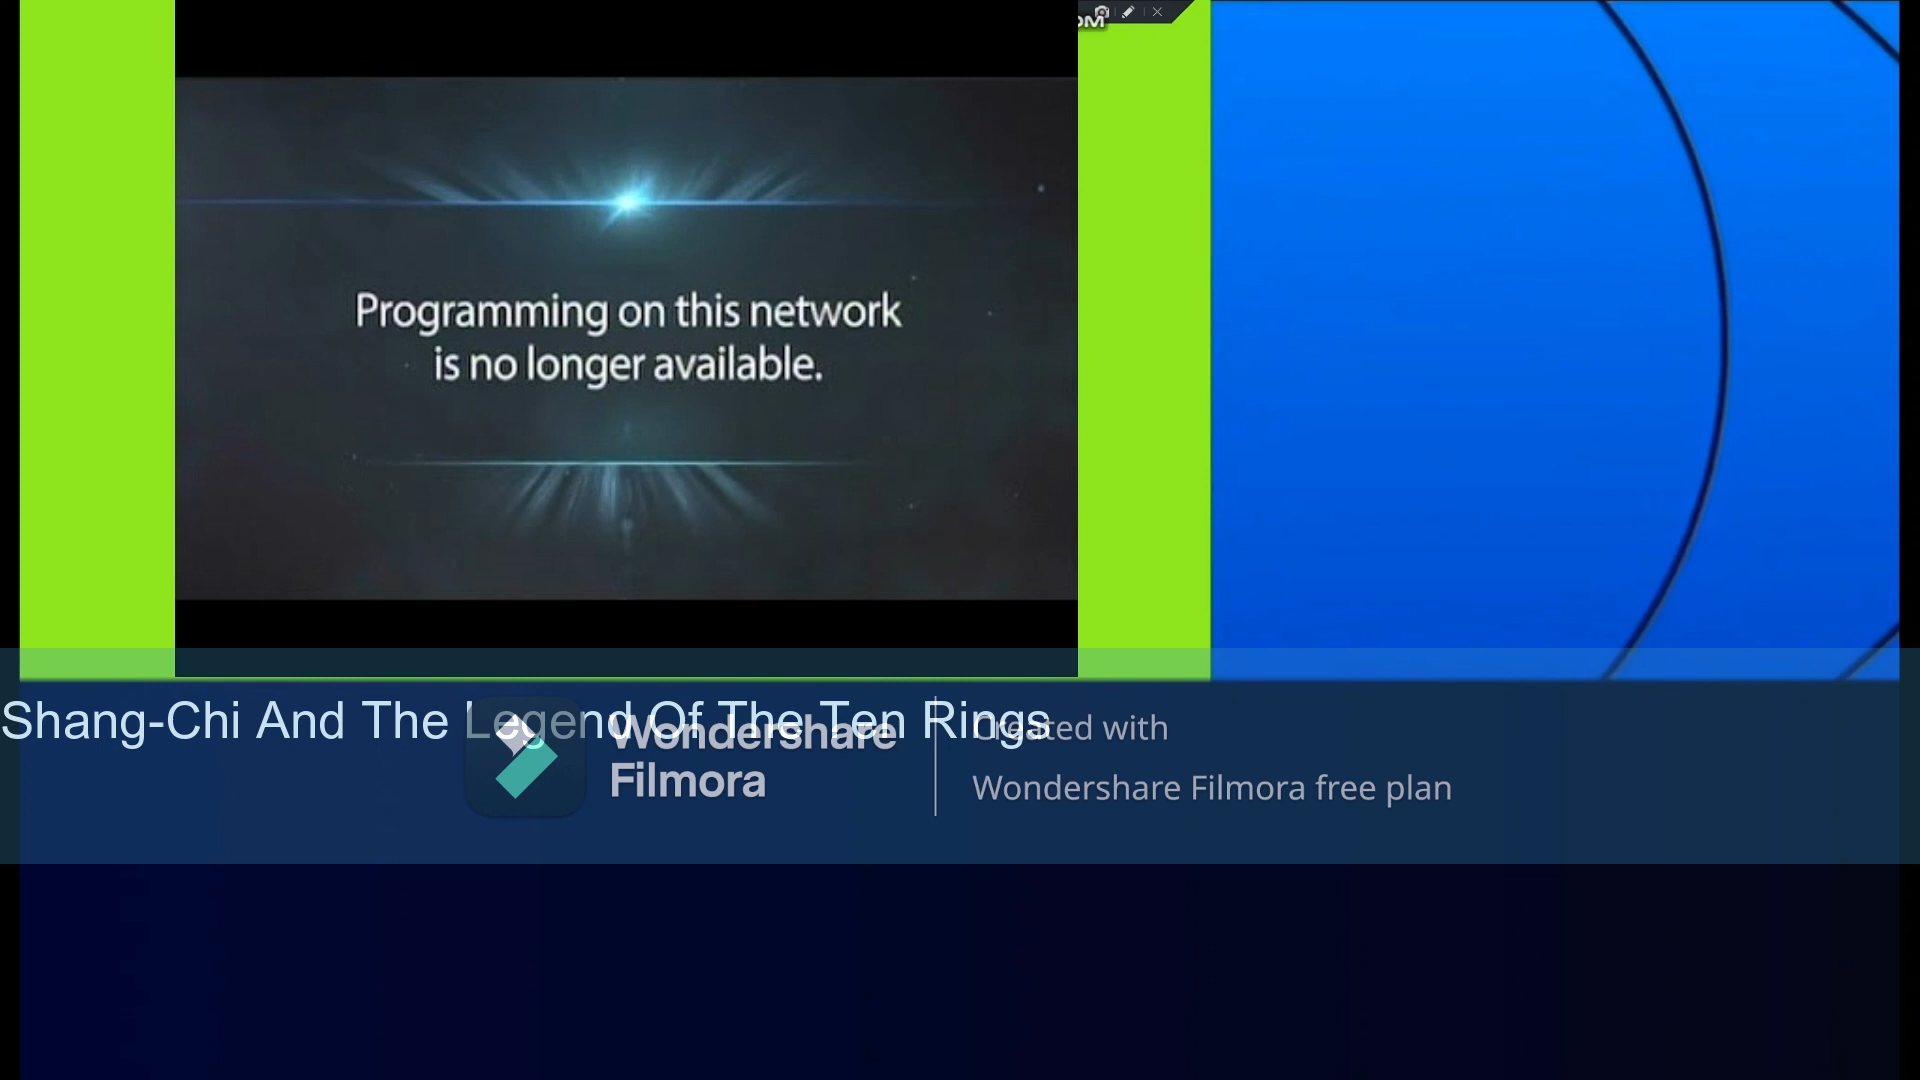 Programming on this network
is no longer available.
Shang-Chi And The Legend Of The Ten Rings
Wondershare
Filmora
Created with
Wondershare Filmora free plan